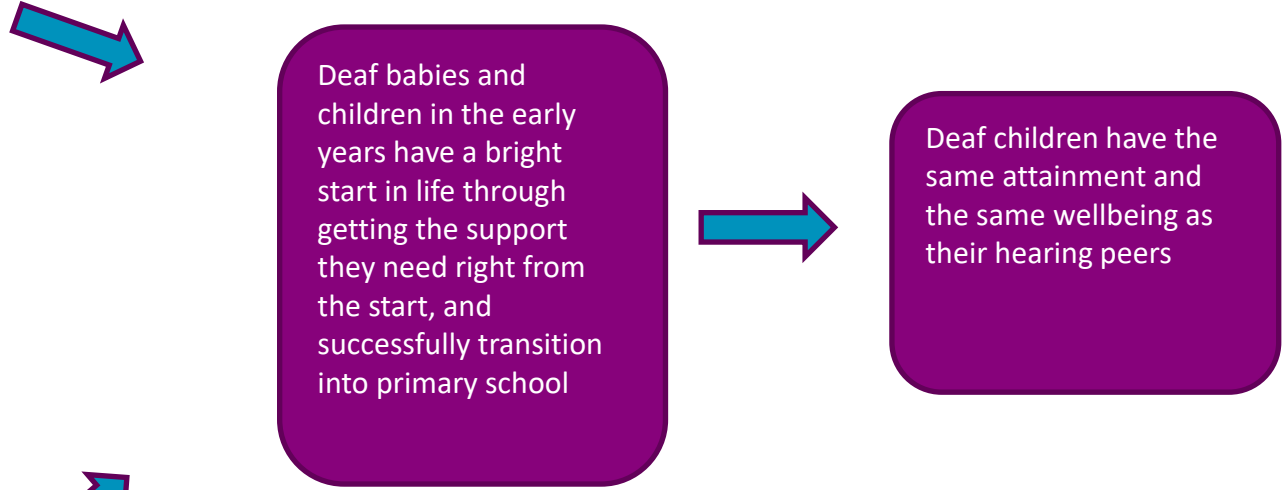 Deaf babies and
children in the early
years have a bright
start in life through
getting the support
they need right from
the start, and
successfully transition
into primary school
Deaf children have the
same attainment and
the same wellbeing as
their hearing peers